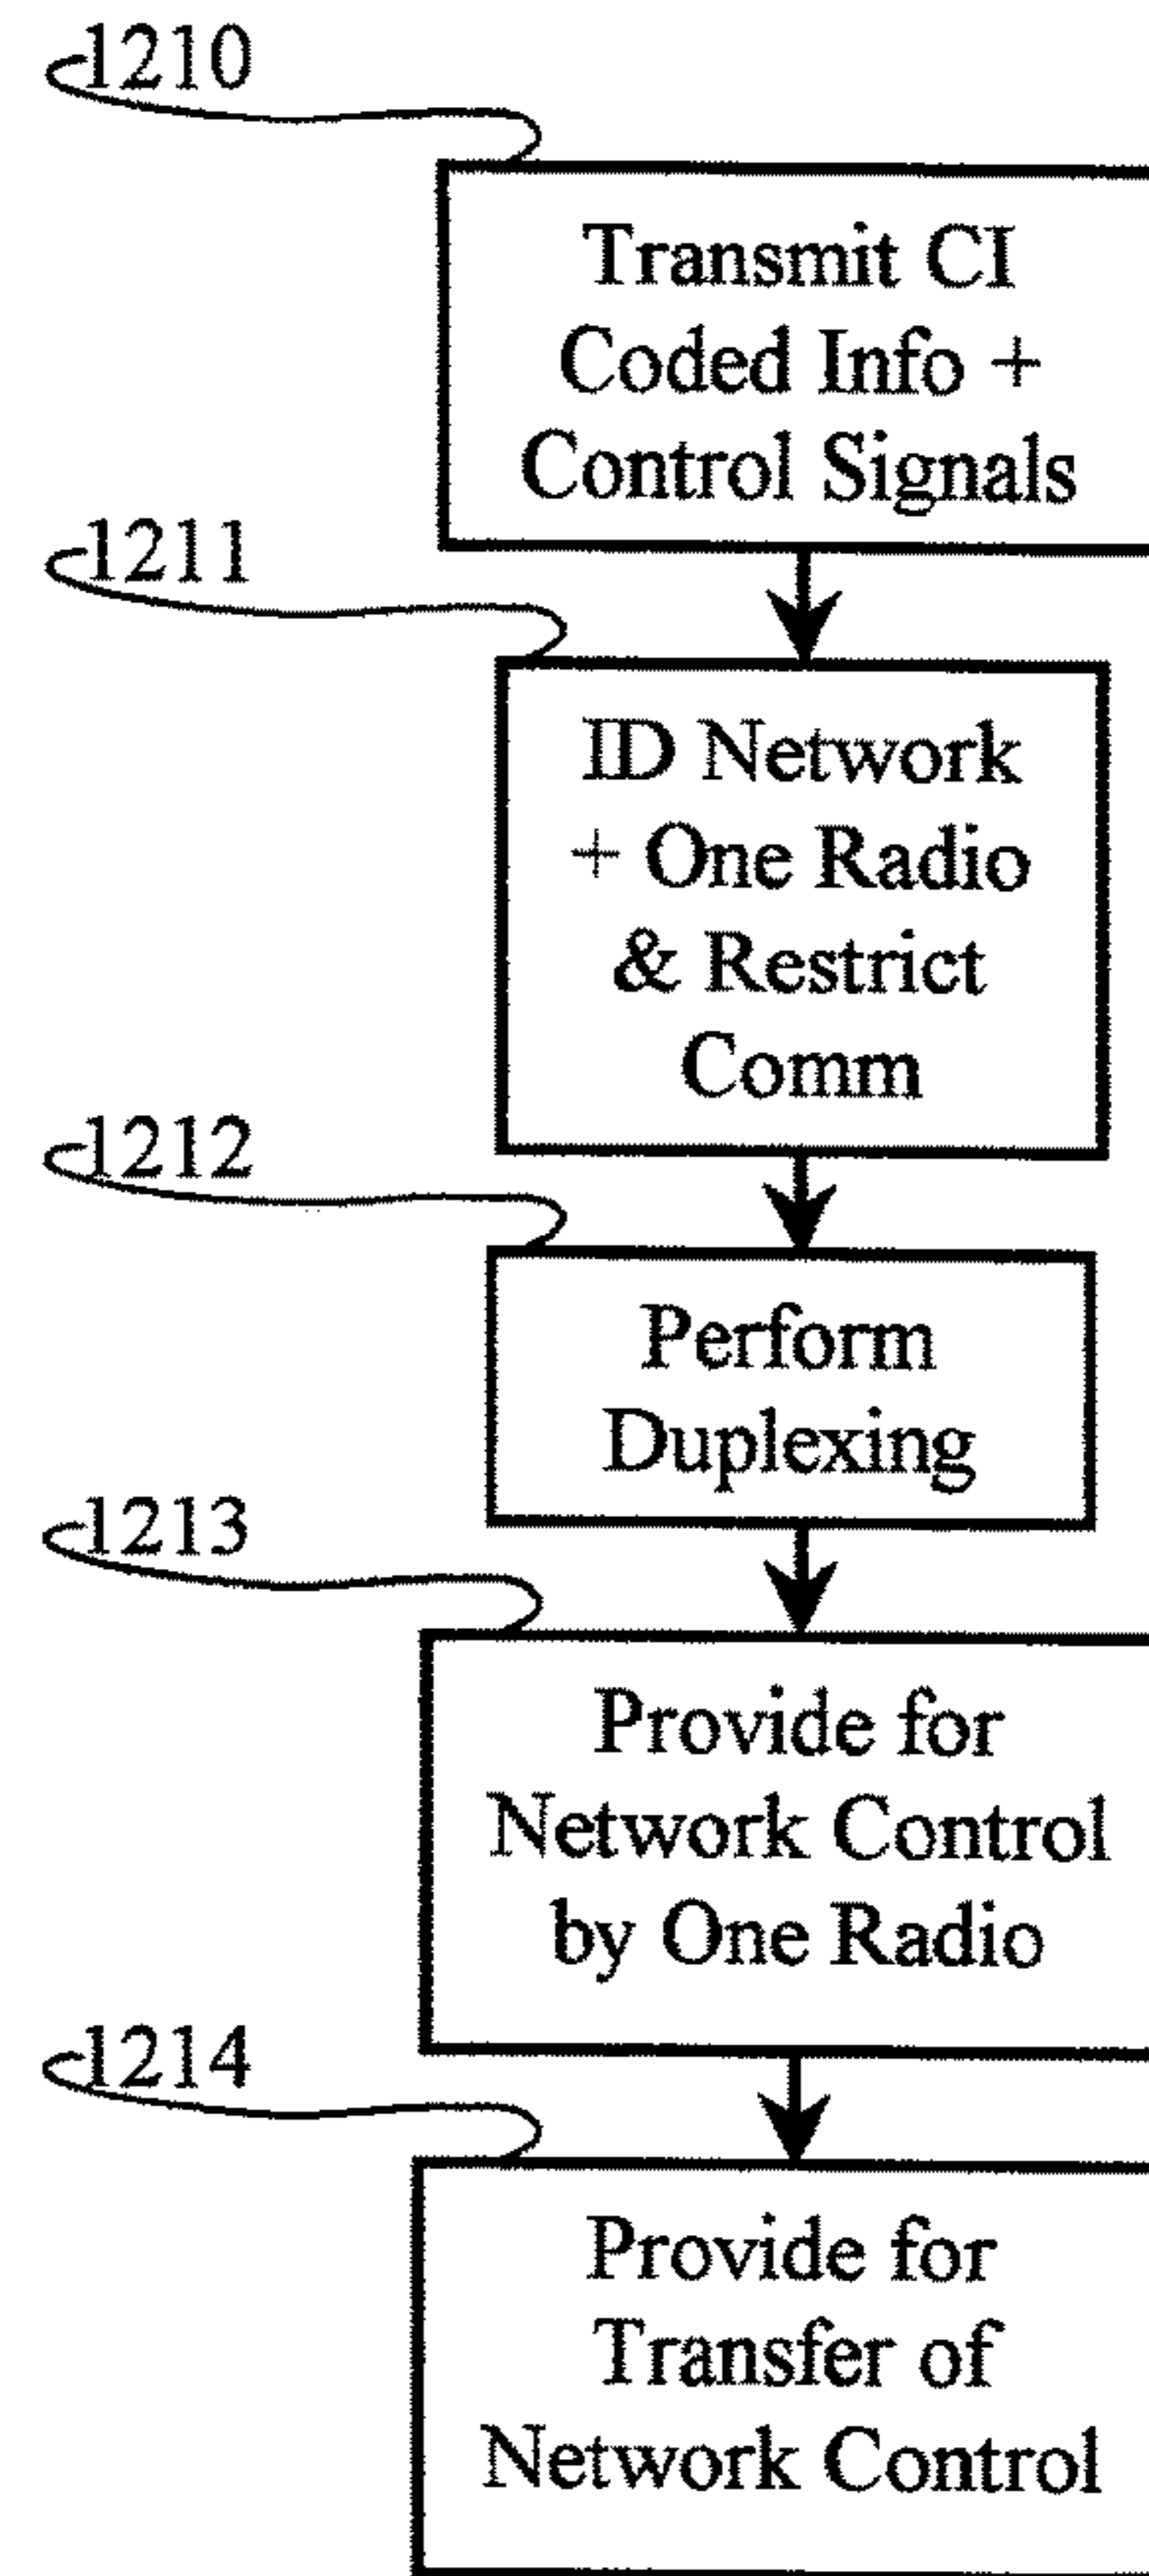 1210
Transmit CI
Coded Info +
Control Signals
1211
ID Network
+ One Radio
& Restrict
Comm
1212
Perform
Duplexing
1213
Provide for
Network Control
by One Radio
1214
Provide for
Transfer of
Network Control